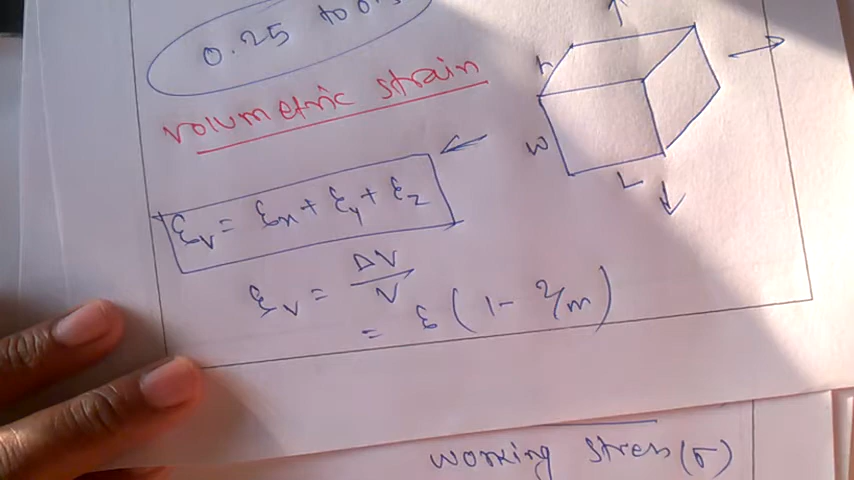 0.25 to
volumetric strain
h
W
L
εv = εx + εy + εz
εv = ΔV/V
= ε (1 - 2/m)
working stress (σ)